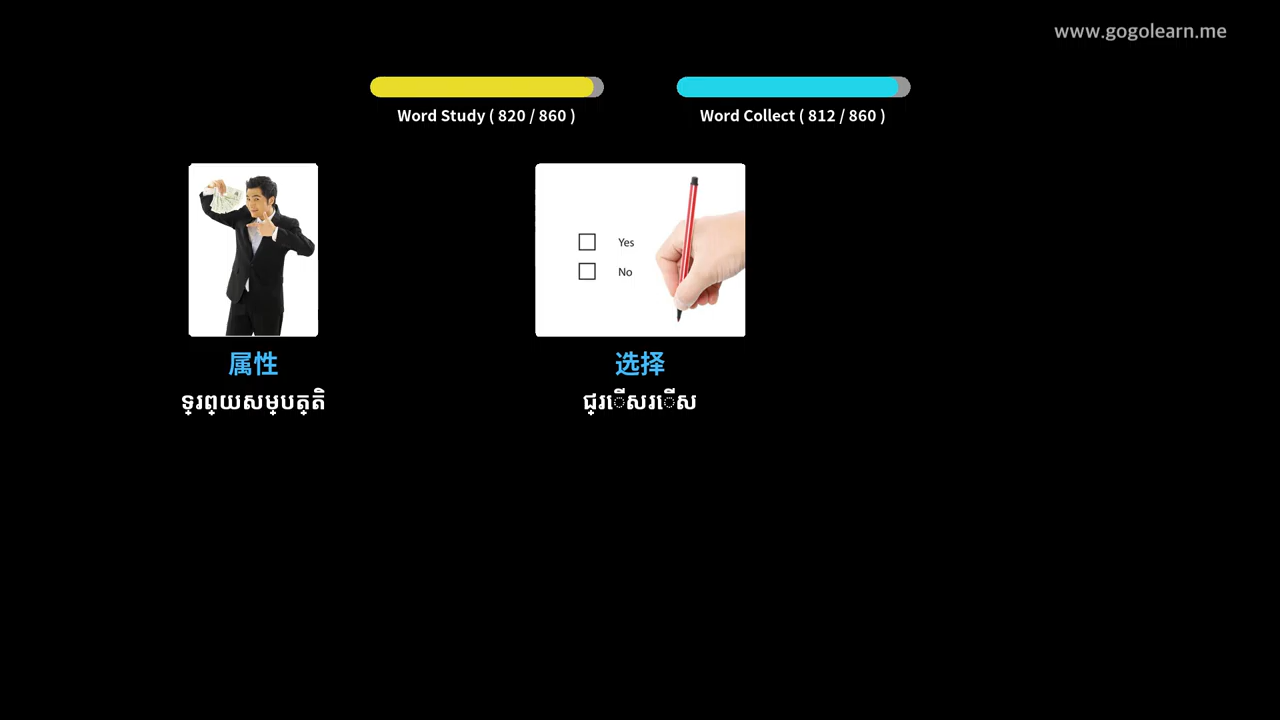 www.gogolearn.me
Word Study ( 820 / 860 )
Word Collect ( 812 / 860 )
Yes
No
属性
选择
ទ្រព្យសម្បត្តិ
ជ្រើសរើស